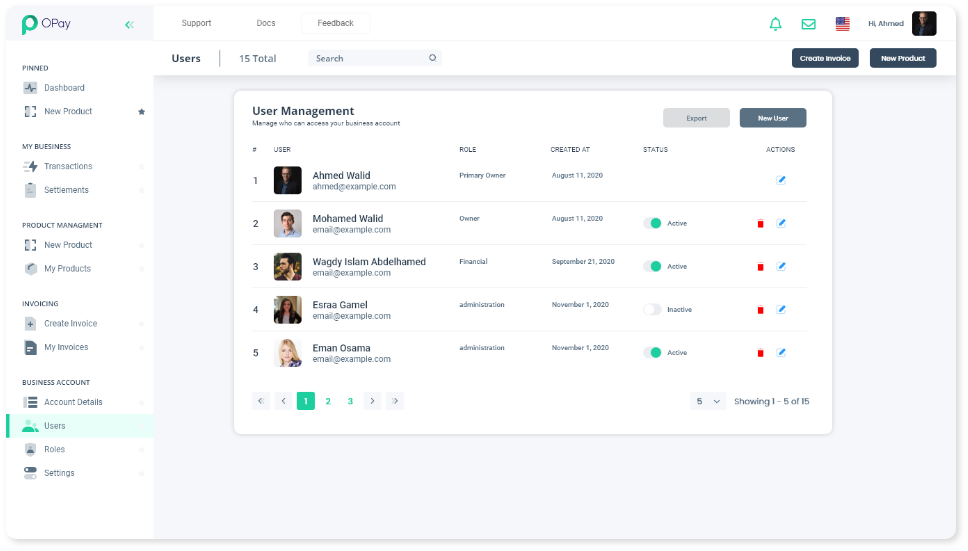 OPay
Support Docs Feedback
Hi, Ahmed
Users 15 Total Search Create Invoice New Product
PINNED
Dashboard
New Product
MY BUESINESS
Transactions
Settlements
PRODUCT MANAGMENT
New Product
My Products
INVOICING
Create Invoice
My Invoices
BUSINESS ACCOUNT
Account Details
Users
Roles
Settings
User Management
Manage who can access your business account
Export New User
# USER ROLE CREATED AT STATUS ACTIONS
1 Ahmed Walid Primary Owner August 11, 2020
ahmed@example.com
2 Mohamed Walid Owner August 11, 2020 Active
email@example.com
3 Wagdy Islam Abdelhamed Financial September 21, 2020 Active
email@example.com
4 Esraa Gamel administration November 1, 2020 Inactive
email@example.com
5 Eman Osama administration November 1, 2020 Active
email@example.com
1 2 3 5 Showing 1 - 5 of 15